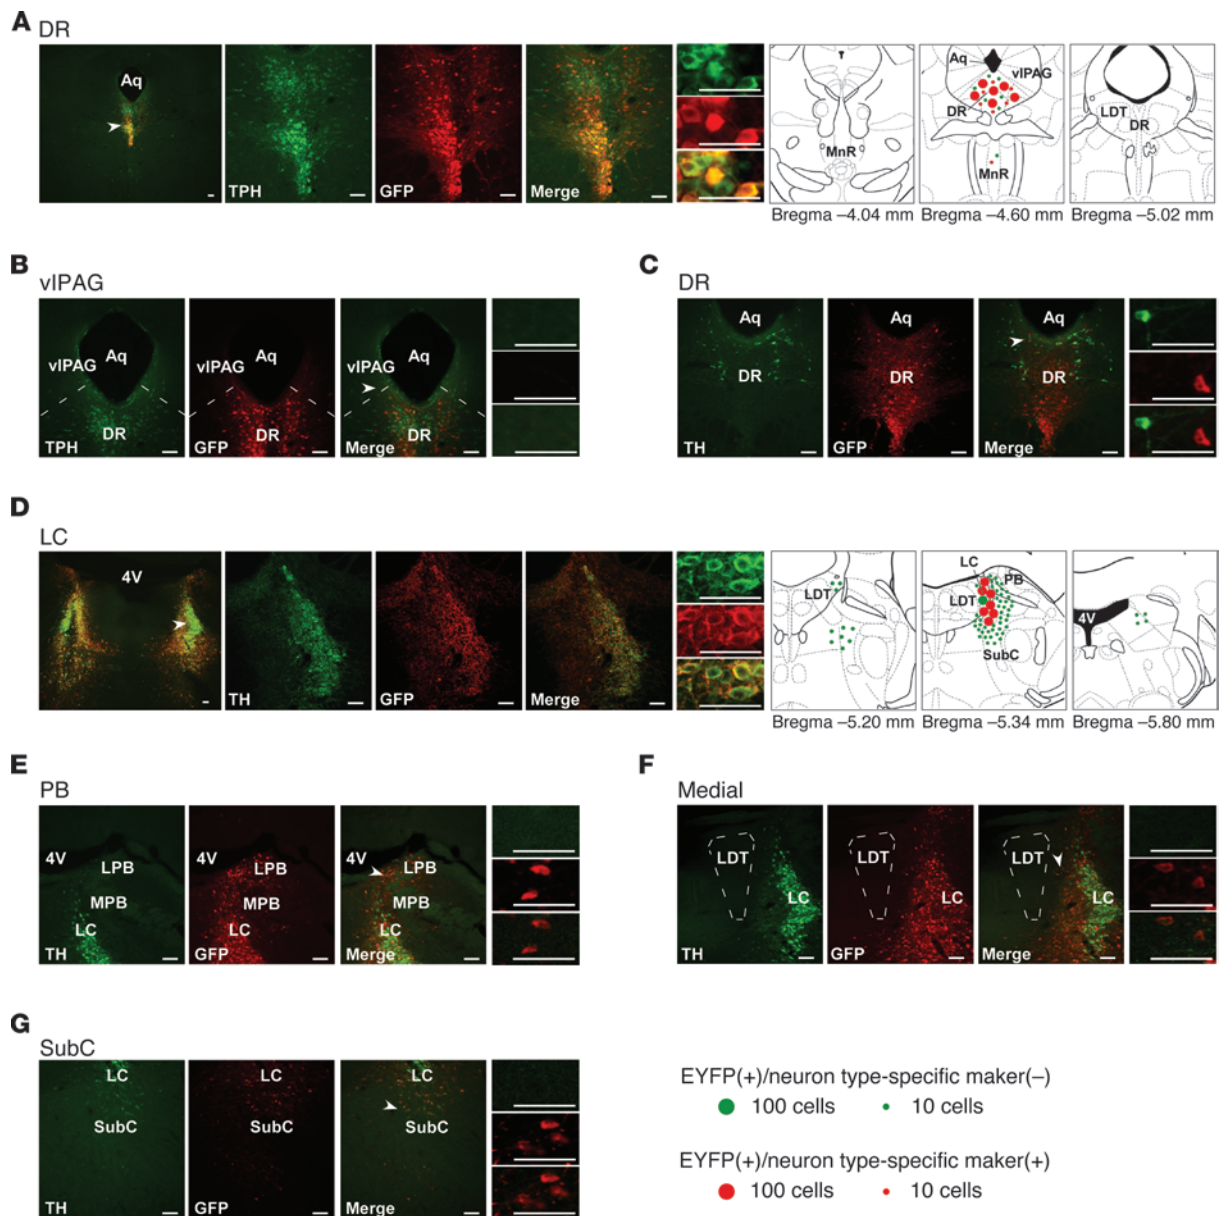 A DR
Aq
TPH
GFP
Merge
Aq
vlPAG
DR
MnR
LDT
DR
MnR
Bregma –4.04 mm
Bregma –4.60 mm
Bregma –5.02 mm
B
vlPAG
Aq
vlPAG
DR
TPH
Aq
vlPAG
DR
GFP
Aq
vlPAG
DR
Merge
C
DR
Aq
DR
TH
Aq
DR
GFP
Aq
DR
Merge
D
LC
4V
TH
GFP
Merge
LDT
LC
PB
LDT
SubC
4V
Bregma –5.20 mm
Bregma –5.34 mm
Bregma –5.80 mm
E
PB
4V
LPB
MPB
LC
TH
4V
LPB
MPB
LC
GFP
4V
LPB
MPB
LC
Merge
F
Medial
LDT
LC
TH
LDT
LC
GFP
LDT
LC
Merge
G
SubC
LC
SubC
TH
LC
SubC
GFP
LC
SubC
Merge
EYFP(+)/neuron type-specific maker(–)
100 cells 10 cells
EYFP(+)/neuron type-specific maker(+)
100 cells 10 cells